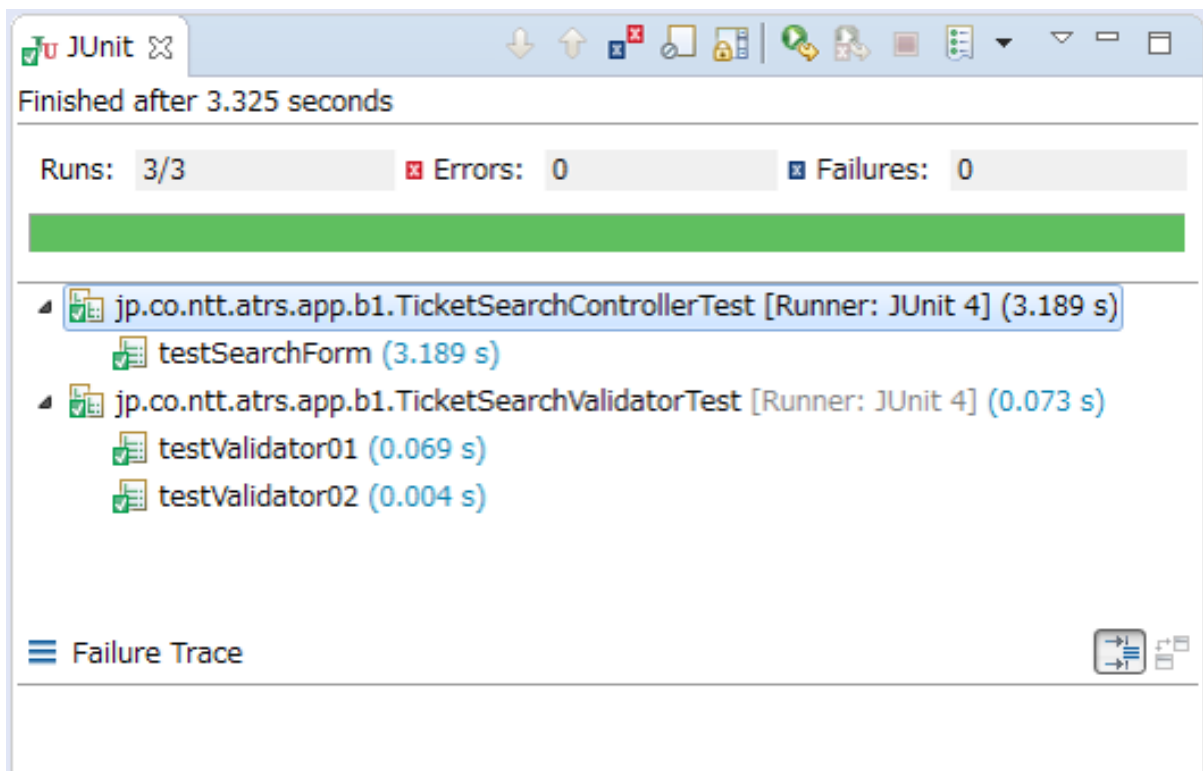 JUnit
Finished after 3.325 seconds
Runs: 3/3 Errors: 0 Failures: 0
jp.co.ntt.atrs.app.b1.TicketSearchControllerTest [Runner: JUnit 4] (3.189 s)
testSearchForm (3.189 s)
jp.co.ntt.atrs.app.b1.TicketSearchValidatorTest [Runner: JUnit 4] (0.073 s)
testValidator01 (0.069 s)
testValidator02 (0.004 s)
Failure Trace